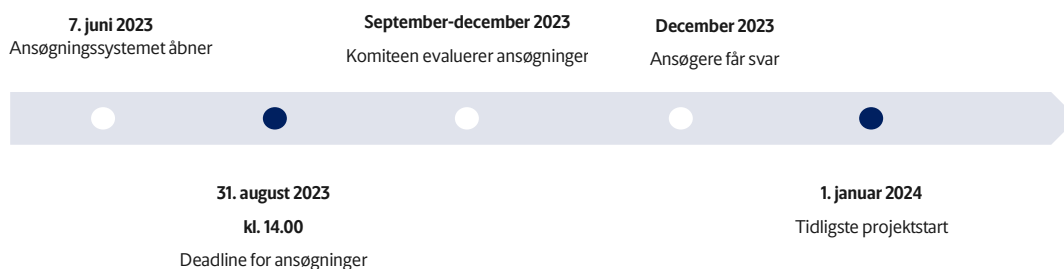 7. juni 2023
Ansøgningssystemet åbner
September-december 2023
Komiteen evaluerer ansøgninger
December 2023
Ansøgere får svar
31. august 2023
kl. 14.00
Deadline for ansøgninger
1. januar 2024
Tidligste projektstart